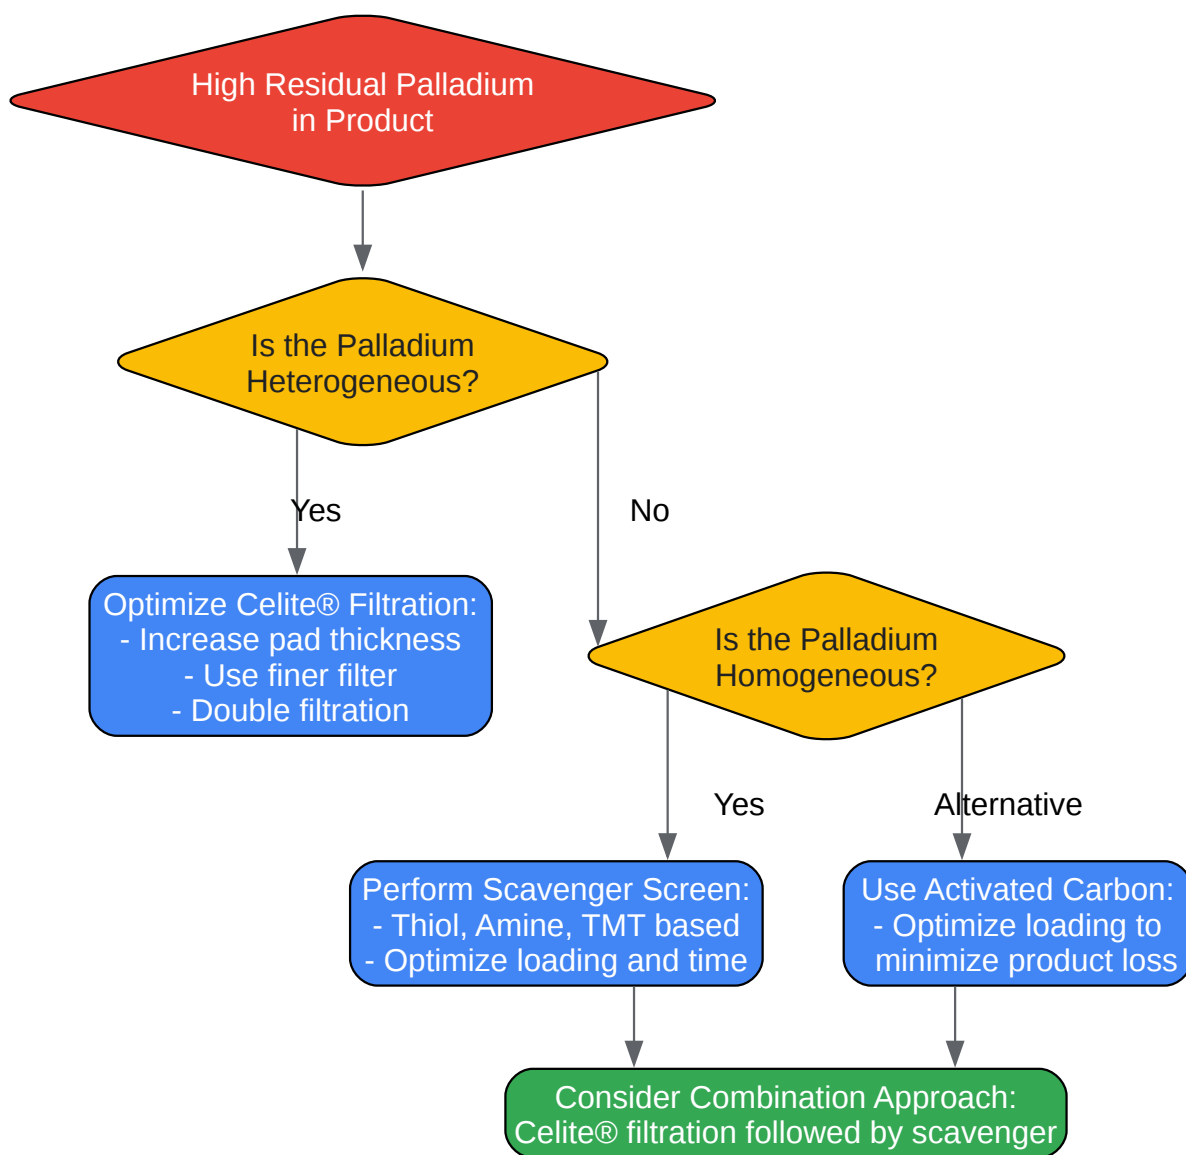 High Residual Palladium
in Product
Is the Palladium
Heterogeneous?
Yes
No
Optimize Celite® Filtration:
- Increase pad thickness
- Use finer filter
- Double filtration
Is the Palladium
Homogeneous?
Yes
Alternative
Perform Scavenger Screen:
- Thiol, Amine, TMT based
- Optimize loading and time
Use Activated Carbon:
- Optimize loading to
minimize product loss
Consider Combination Approach:
Celite® filtration followed by scavenger